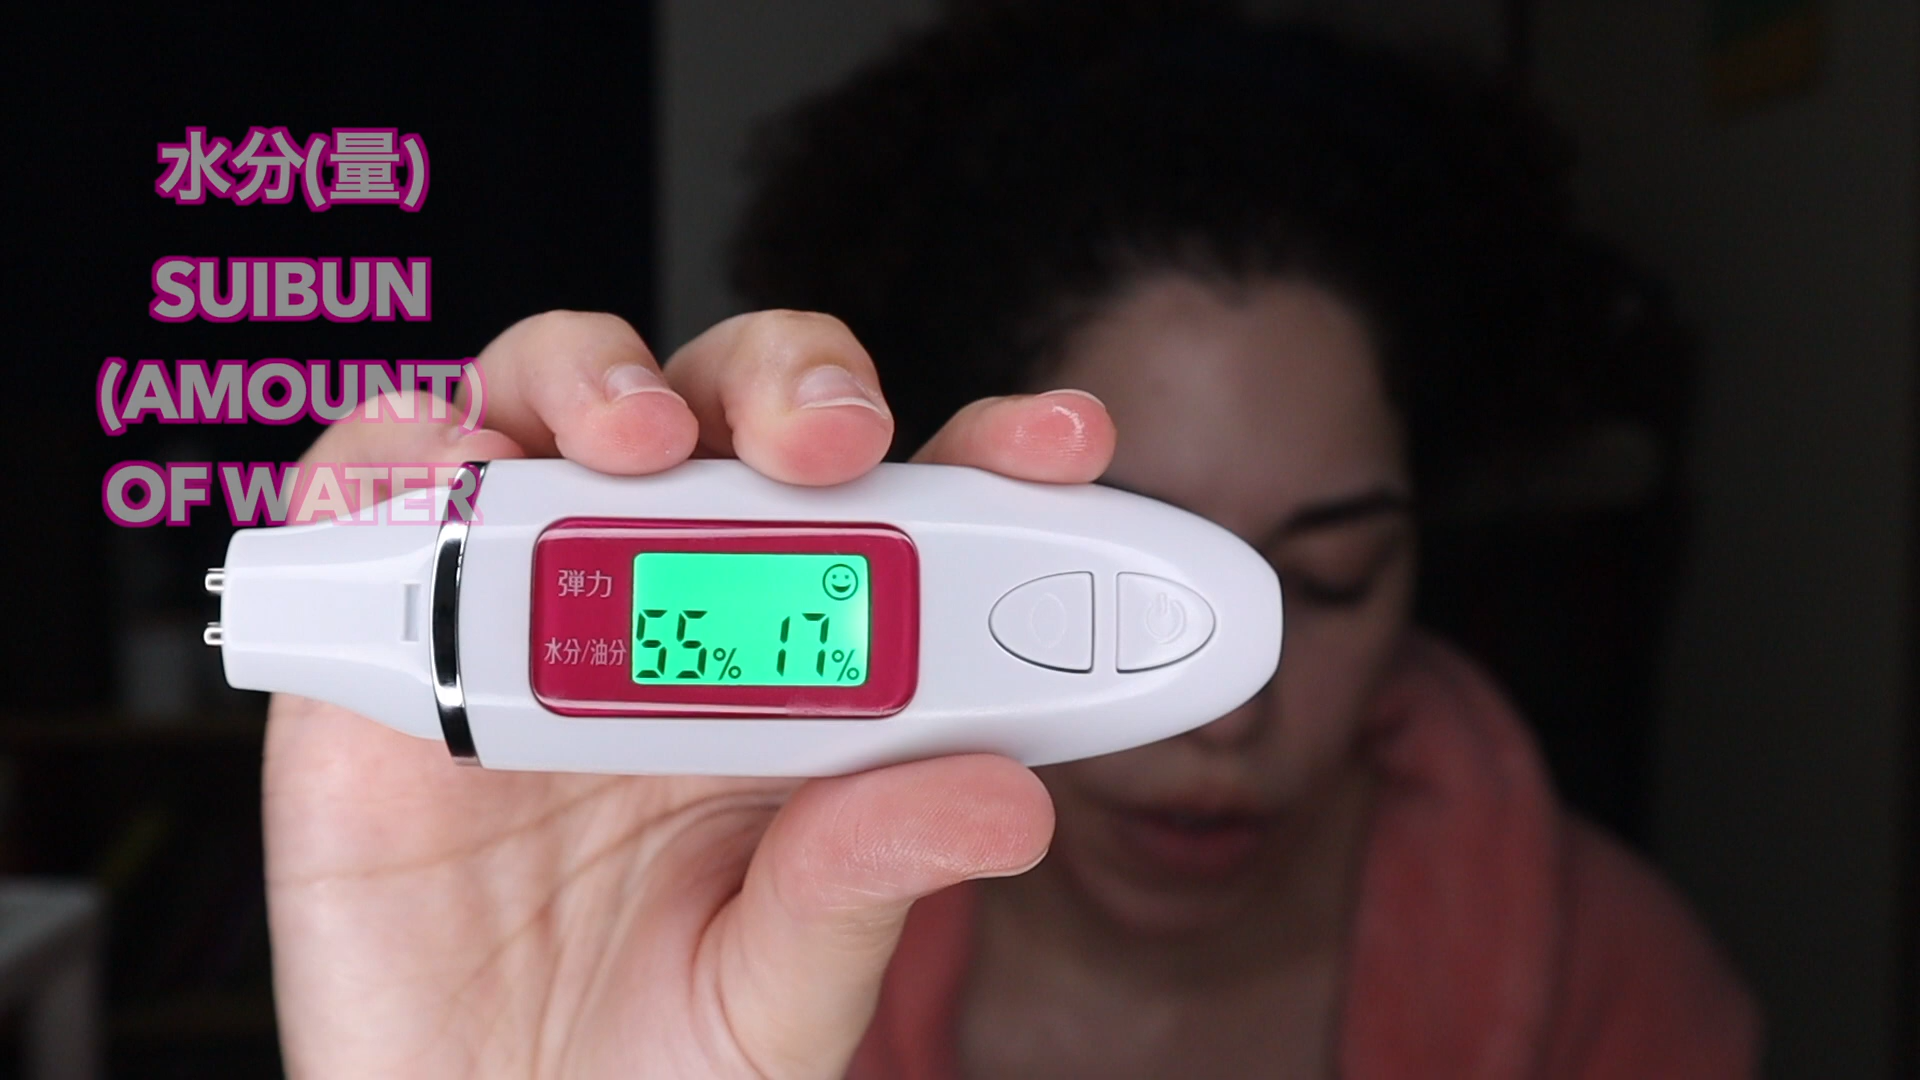 水分(量)
SUIBUN
(AMOUNT)
OF WATER
弾力
水分/油分
55% 17%